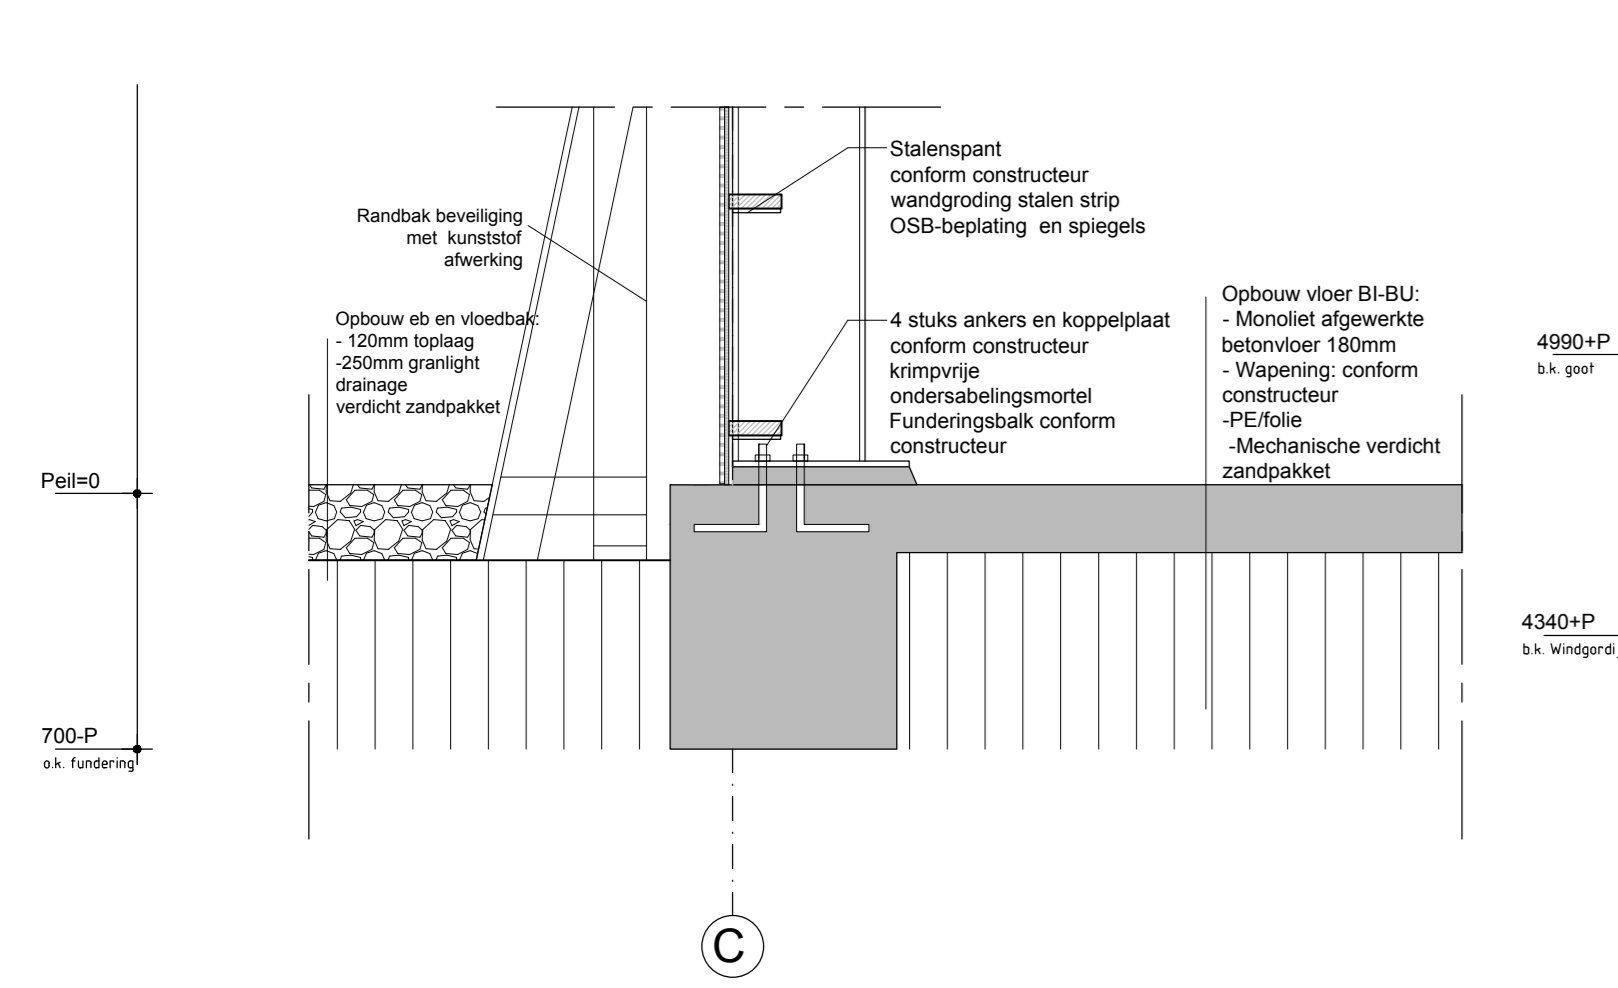 Stalenspant
conform constructeur
wandgroding stalen strip
OSB-beplating en spiegels
Randbak beveiliging
met kunststof
afwerking
Opbouw eb en vloedbak:
- 120mm toplaag
-250mm granlight
drainage
verdicht zandpakket
4 stuks ankers en koppelplaat
conform constructeur
krimpvrije
ondersabelingsmortel
Funderingsbalk conform
constructeur
Opbouw vloer BI-BU:
- Monoliet afgewerkte
betonvloer 180mm
- Wapening: conform
constructeur
-PE/folie
-Mechanische verdicht
zandpakket
4990+P
b.k. goot
Peil=0
4340+P
b.k. Windgordij
700-P
o.k. fundering
C